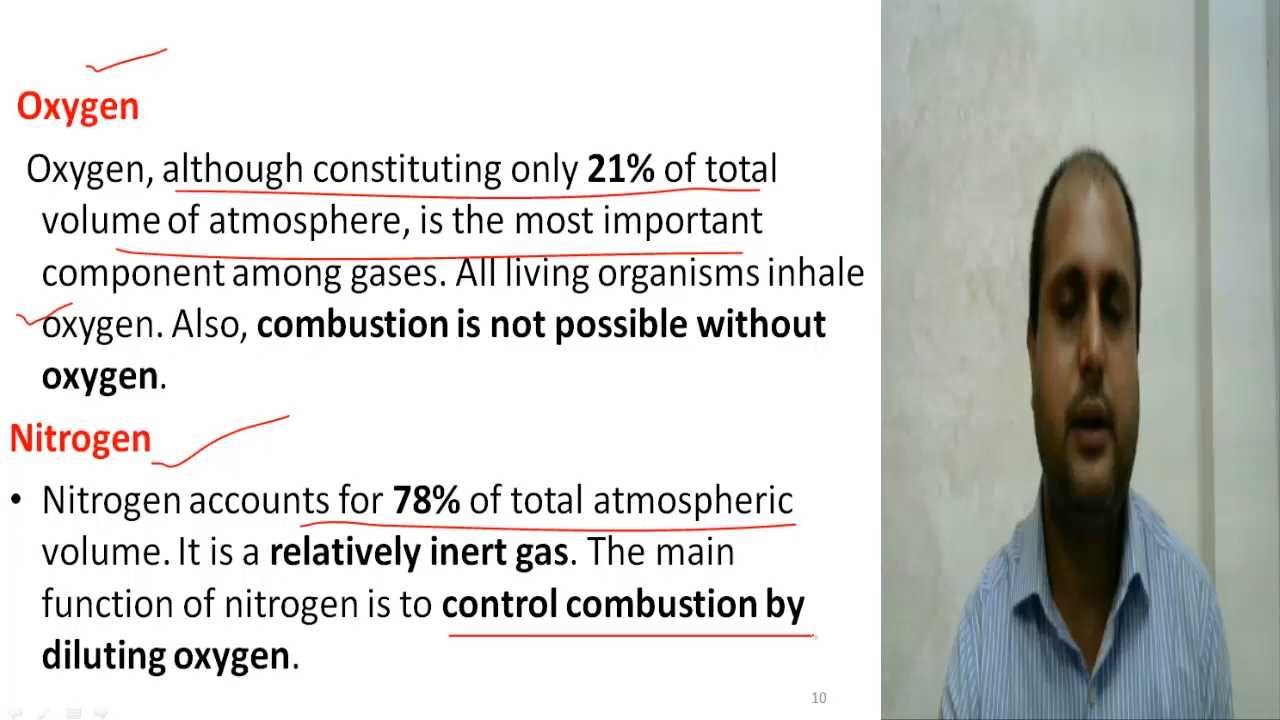 Oxygen
Oxygen, although constituting only 21% of total
volume of atmosphere, is the most important
component among gases. All living organisms inhale
oxygen. Also, combustion is not possible without
oxygen.
Nitrogen
• Nitrogen accounts for 78% of total atmospheric
volume. It is a relatively inert gas. The main
function of nitrogen is to control combustion by
diluting oxygen.
10